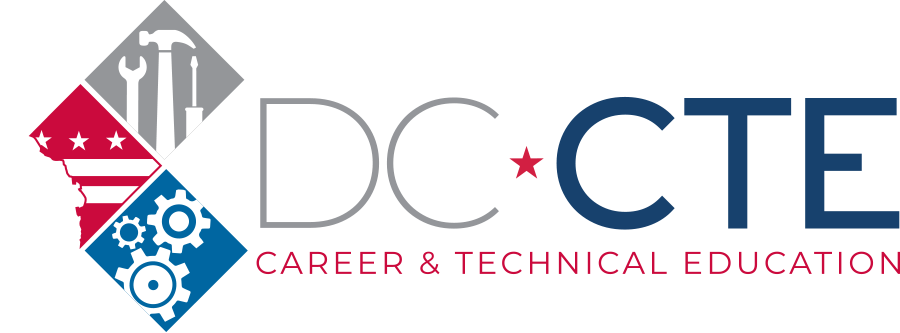 DC★CTE
CAREER & TECHNICAL EDUCATION